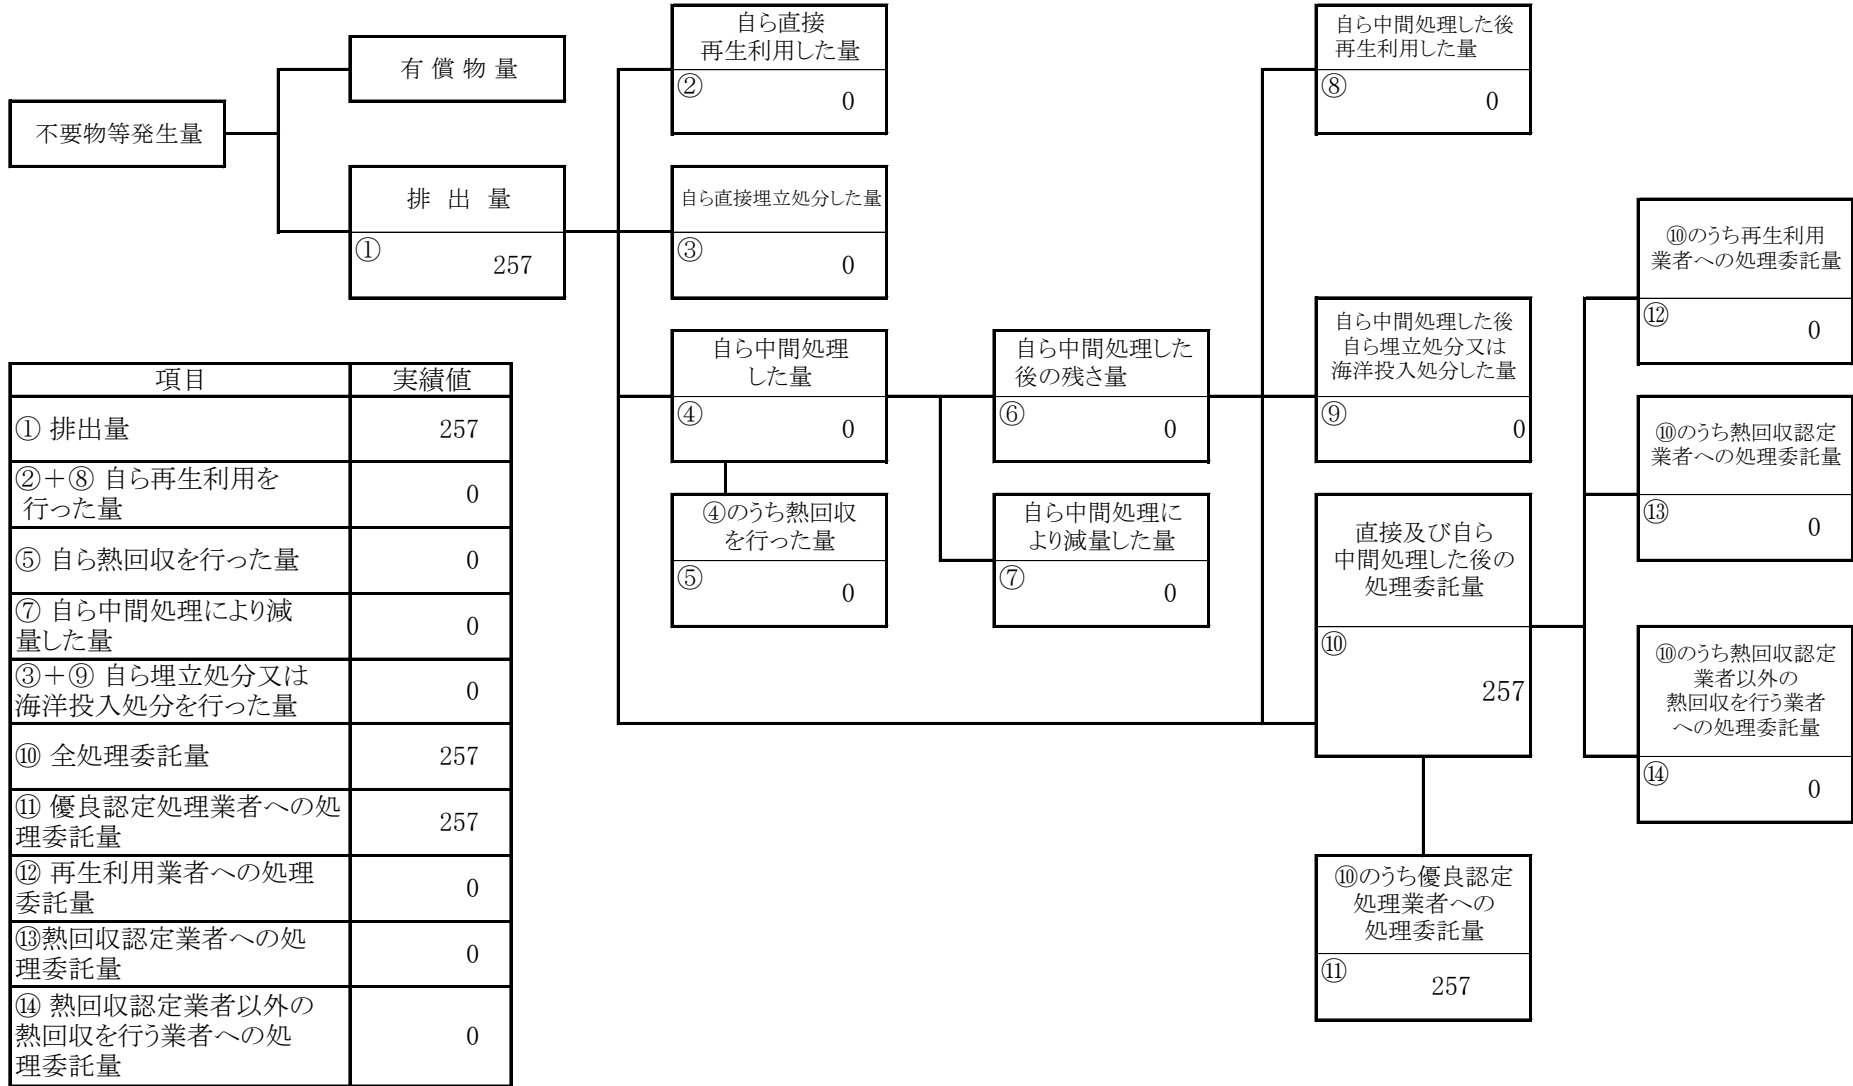 不要物等発生量
有 償 物 量
排 出 量
①
257
自ら直接
再生利用した量
②
0
自ら直接埋立処分した量
③
0
自ら中間処理
した量
④
0
④のうち熱回収
を行った量
⑤
0
自ら中間処理した
後の残さ量
⑥
0
自ら中間処理に
より減量した量
⑦
0
自ら中間処理した後
再生利用した量
⑧
0
自ら中間処理した後
自ら埋立処分又は
海洋投入処分した量
⑨
0
直接及び自ら
中間処理した後の
処理委託量
⑩
257
⑩のうち優良認定
処理業者への
処理委託量
⑪
257
⑩のうち再生利用
業者への処理委託量
⑫
0
⑩のうち熱回収認定
業者への処理委託量
⑬
0
⑩のうち熱回収認定
業者以外の
熱回収を行う業者
への処理委託量
⑭
0
項目 実績値
① 排出量 257
②+⑧ 自ら再生利用を
行った量 0
⑤ 自ら熱回収を行った量 0
⑦ 自ら中間処理により減
量した量 0
③+⑨ 自ら埋立処分又は
海洋投入処分を行った量 0
⑩ 全処理委託量 257
⑪ 優良認定処理業者への処
理委託量 257
⑫ 再生利用業者への処理
委託量 0
⑬熱回収認定業者への処
理委託量 0
⑭ 熱回収認定業者以外の
熱回収を行う業者への処
理委託量 0